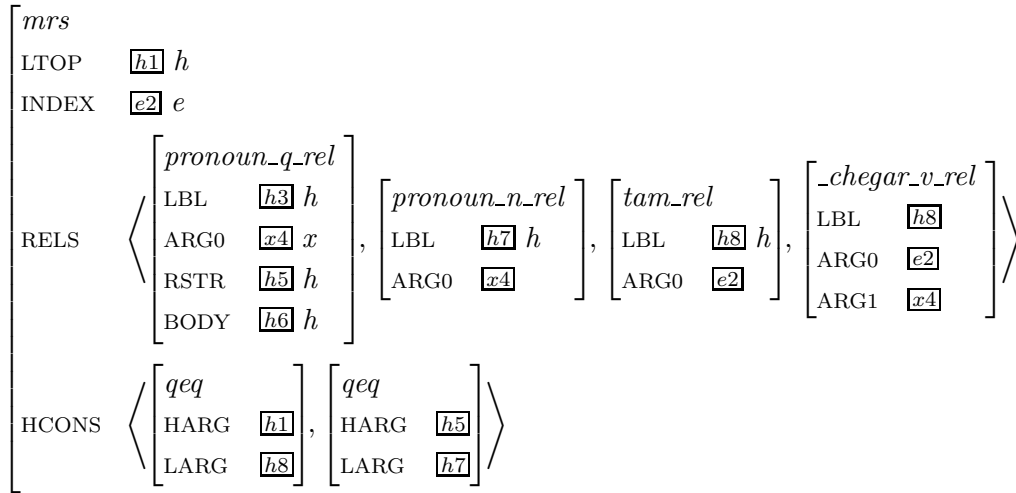 mrs
LTOP h1 h
INDEX e2 e
RELS ⟨ [pronoun_q_rel LBL h3 h ARG0 x4 x RSTR h5 h BODY h6 h], [pronoun_n_rel LBL h7 h ARG0 x4], [tam_rel LBL h8 h ARG0 e2], [_chegar_v_rel LBL h8 ARG0 e2 ARG1 x4] ⟩
HCONS ⟨ [qeq HARG h1 LARG h8], [qeq HARG h5 LARG h7] ⟩